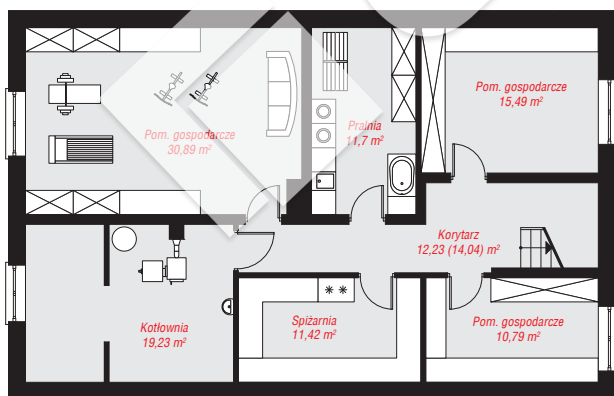 Pom. gospodarcze
30,89 m²
Pralnia
11,7 m²
Pom. gospodarcze
15,49 m²
Korytarz
12,23 (14,04) m²
Kotłownia
19,23 m²
Spiżarnia
11,42 m²
Pom. gospodarcze
10,79 m²